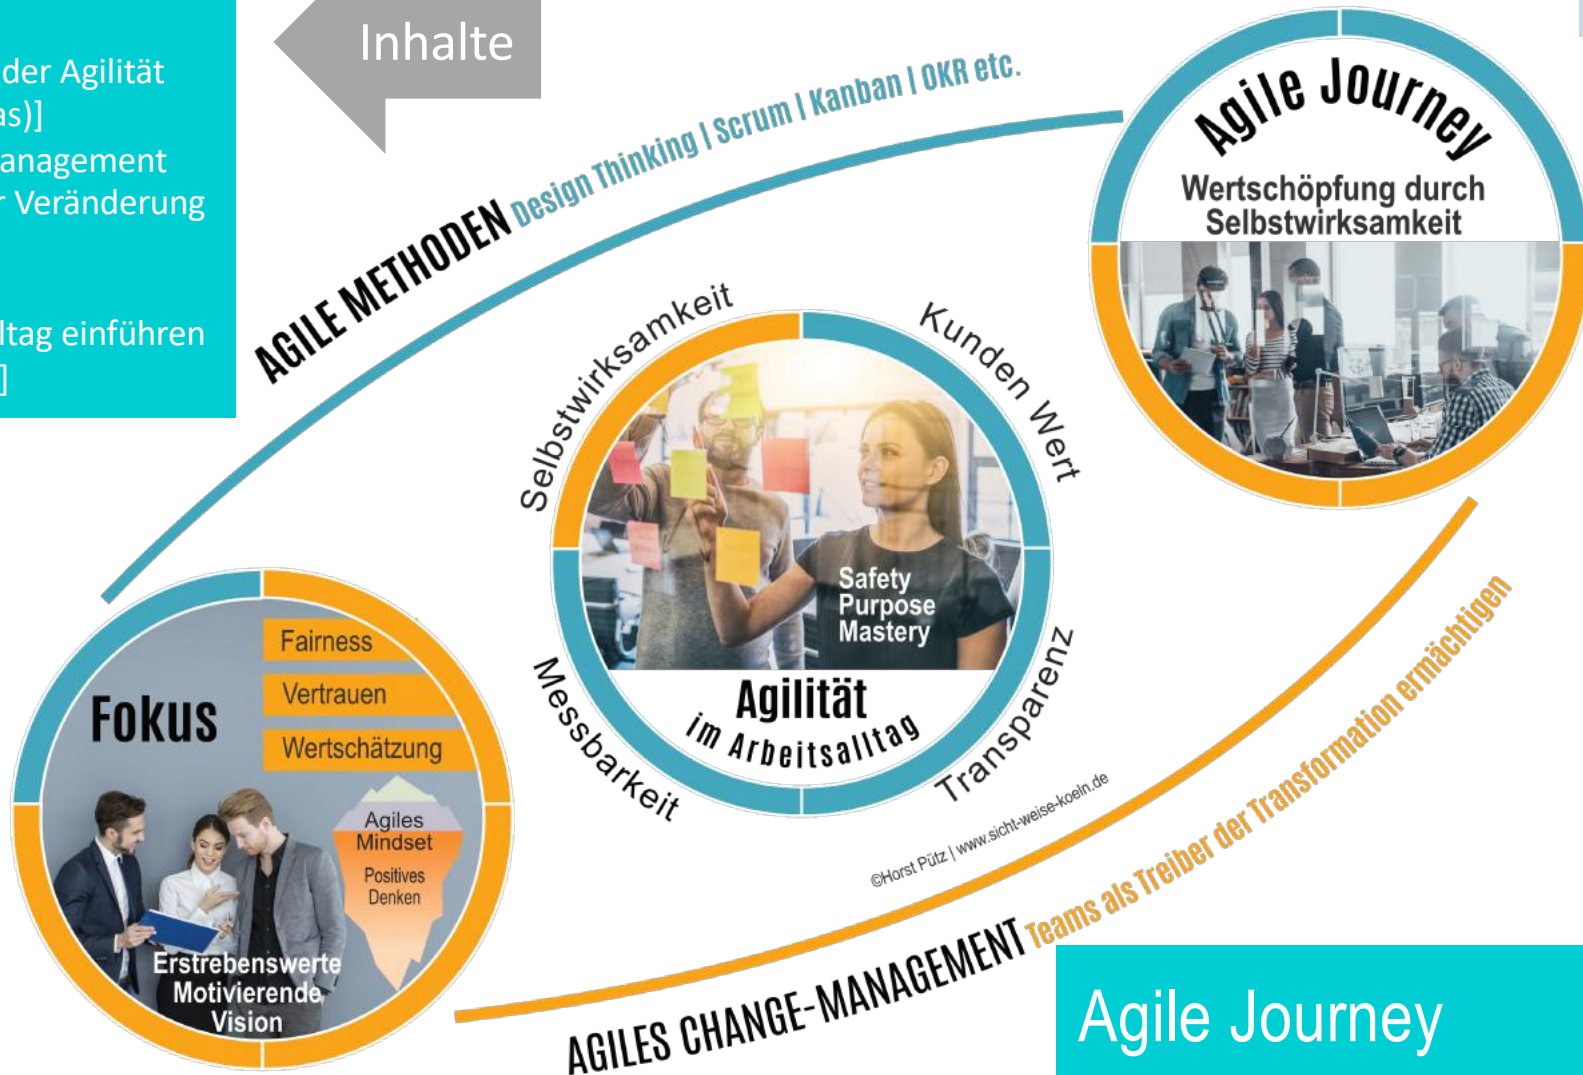 der Agilität
as)]
anagement
r Veränderung
ltag einführen
]
Inhalte
AGILE METHODEN Design Thinking I Scrum I Kanban I OKR etc.
Agile Journey
Wertschöpfung durch
Selbstwirksamkeit
Selbstwirksamkeit
Kunden Wert
Messbarkeit
Transparenz
Safety
Purpose
Mastery
Agilität
im Arbeitsalltag
Fokus
Fairness
Vertrauen
Wertschätzung
Agiles
Mindset
Positives
Denken
Erstrebenswerte
Motivierende
Vision
©Horst Pütz | www.sicht-weise-koeln.de
AGILES CHANGE-MANAGEMENT Teams als Treiber der Transformation ermächtigen
Agile Journey